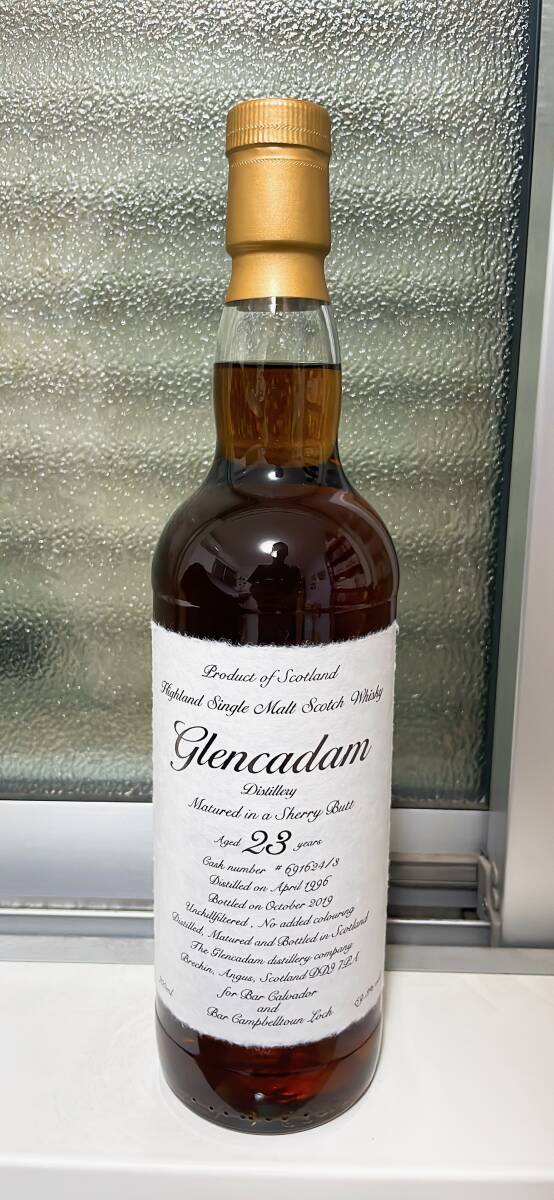 Product of Scotland
Highland Single Malt Scotch Whisky
Glencadam
Distillery
Matured in a Sherry Butt
Aged 23 years
Cask number # 691624/3
Distilled on April 1996
Bottled on October 2019
Unchillfiltered, No added colouring
Distilled, Matured and Bottled in Scotland
The Glencadam distillery company
Brechin, Angus, Scotland DD9 7PA
for Bar Calvador
and
Bar Campbelltoun Loch